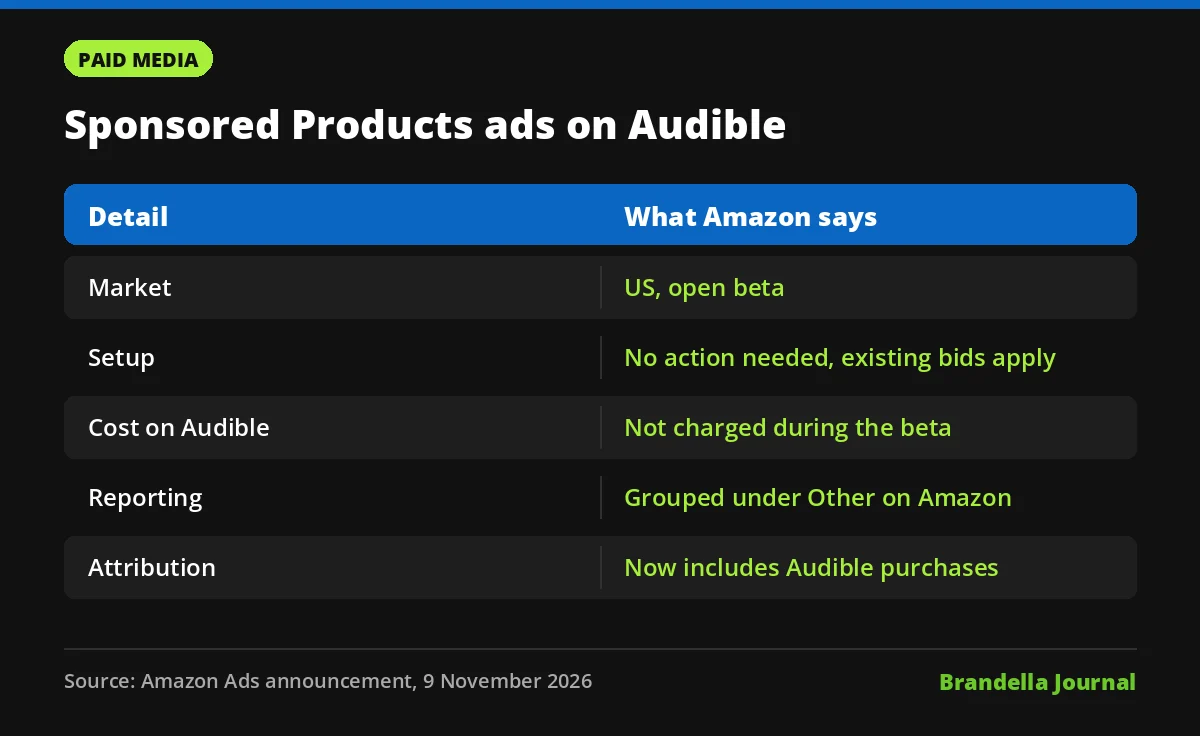 PAID MEDIA
Sponsored Products ads on Audible
Detail What Amazon says
Market US, open beta
Setup No action needed, existing bids apply
Cost on Audible Not charged during the beta
Reporting Grouped under Other on Amazon
Attribution Now includes Audible purchases
Source: Amazon Ads announcement, 9 November 2026 Brandella Journal